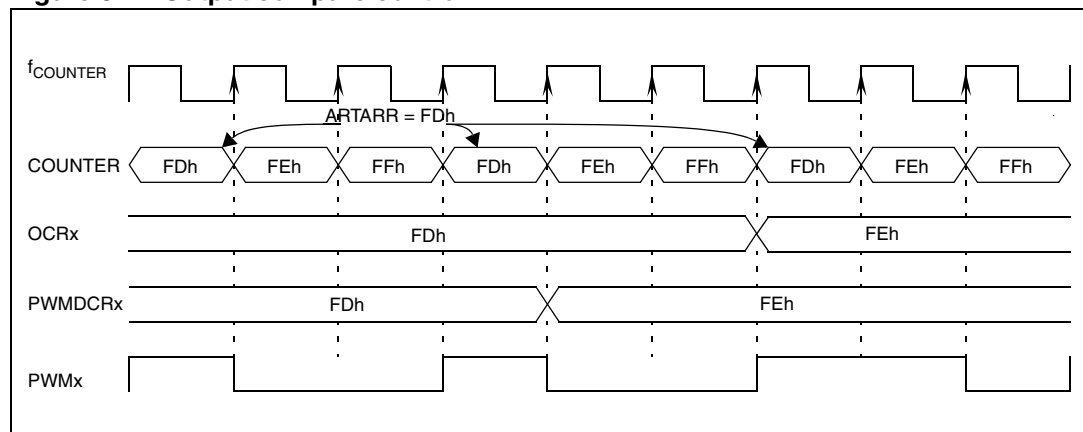 fCOUNTER
ARTARR = FDh
COUNTER FDh FEh FFh FDh FEh FFh FDh FEh FFh
OCRx FDh FEh
PWMDCRx FDh FEh
PWMx